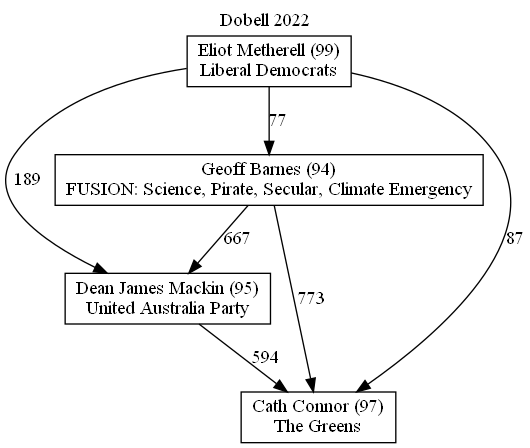 Dobell 2022
Eliot Metherell (99)
Liberal Democrats
77
Geoff Barnes (94)
FUSION: Science, Pirate, Secular, Climate Emergency
189
667
87
Dean James Mackin (95)
United Australia Party
773
594
Cath Connor (97)
The Greens